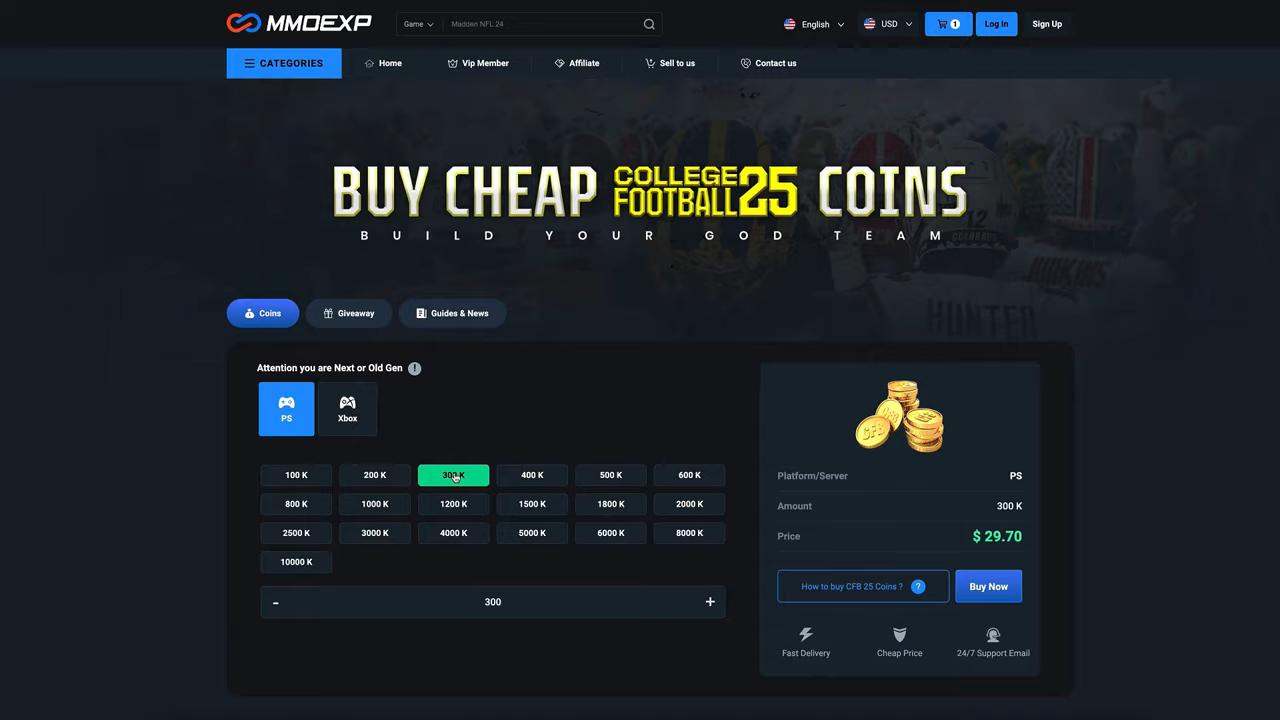 MMOEXP
Game
Madden NFL 24
English
USD
1
Log In
Sign Up
CATEGORIES
Home
Vip Member
Affiliate
Sell to us
Contact us
BUY CHEAP COLLEGE FOOTBALL 25 COINS
BUILD YOUR GOD TEAM
Coins
Giveaway
Guides & News
Attention you are Next or Old Gen !
PS
Xbox
100 K 200 K 300 K 400 K 500 K 600 K
800 K 1000 K 1200 K 1500 K 1800 K 2000 K
2500 K 3000 K 4000 K 5000 K 6000 K 8000 K
10000 K
- 300 +
CFB
CFB
Platform/Server PS
Amount 300 K
Price $ 29.70
How to buy CFB 25 Coins ? ?
Buy Now
Fast Delivery
Cheap Price
24/7 Support Email
12
HUNTER